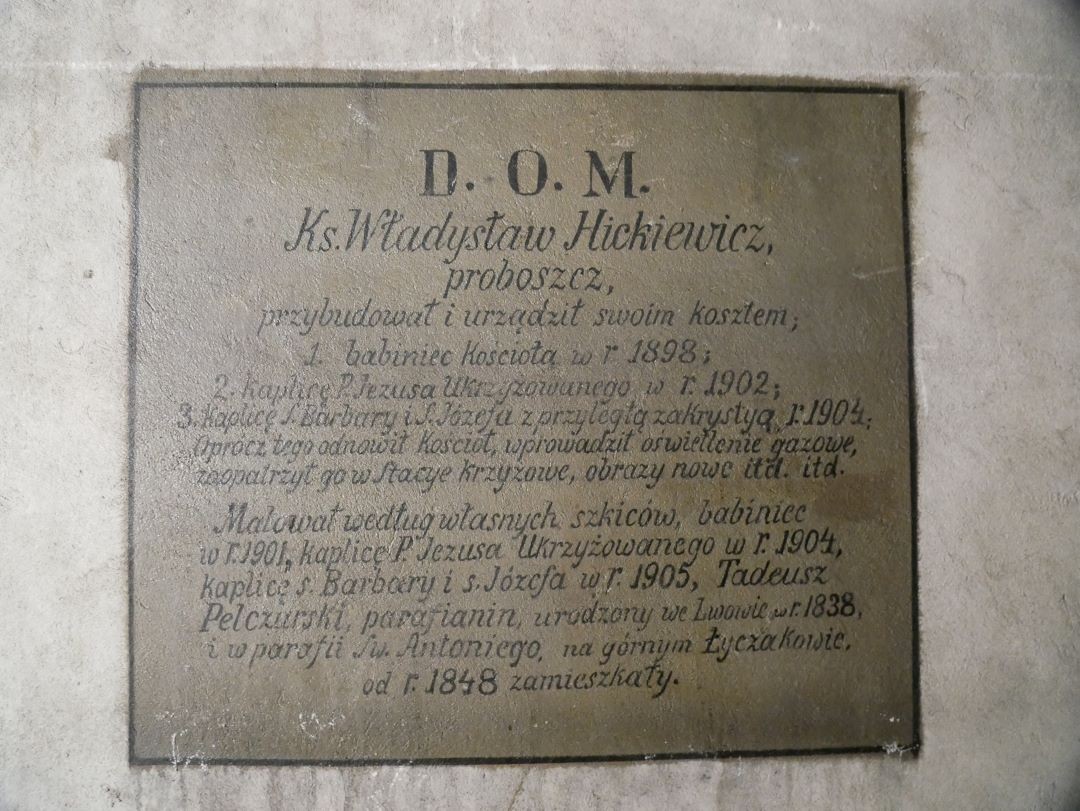 D. O. M.
Ks. Władysław Hickiewicz,
proboszcz,
przybudował i urządził swoim kosztem;
1. babiniec kościoła w r 1898;
2. kaplicę P. Jezusa Ukrzyżowanego w r. 1902;
3. kaplicę s. Barbary i s. Józefa z przyległą zakrystyą, r. 1904;
Oprócz tego odnowił kościoł, wprowadził oswietlenie gazowe,
zaopatrzył go w Stacye krzyżowe, obrazy nowe itd. itd.
Malował według własnych szkiców, babiniec
w r. 1901, kaplicę P. Jezusa Ukrzyżowanego w r. 1904,
kaplicę s. Barbary i s. Józefa w r. 1905, Tadeusz
Pelczarski, parafianin, urodzony we Lwowie w r. 1838,
i w parafii św. Antoniego, na górnym Łyczakowie,
od r. 1848 zamieszkały.